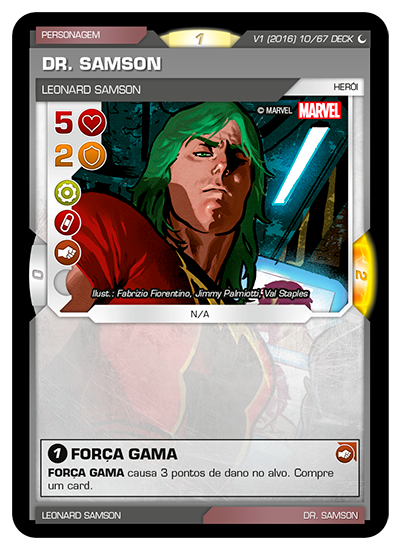 PERSONAGEM
1
V1 (2016) 10/67 DECK
DR. SAMSON
LEONARD SAMSON
HERÓI
5
© MARVEL
MARVEL
2
0
2
Ilust.: Fabrizio Fiorentino, Jimmy Palmiotti, Val Staples
N/A
1 FORÇA GAMA
FORÇA GAMA causa 3 pontos de dano no alvo. Compre
um card.
LEONARD SAMSON
DR. SAMSON